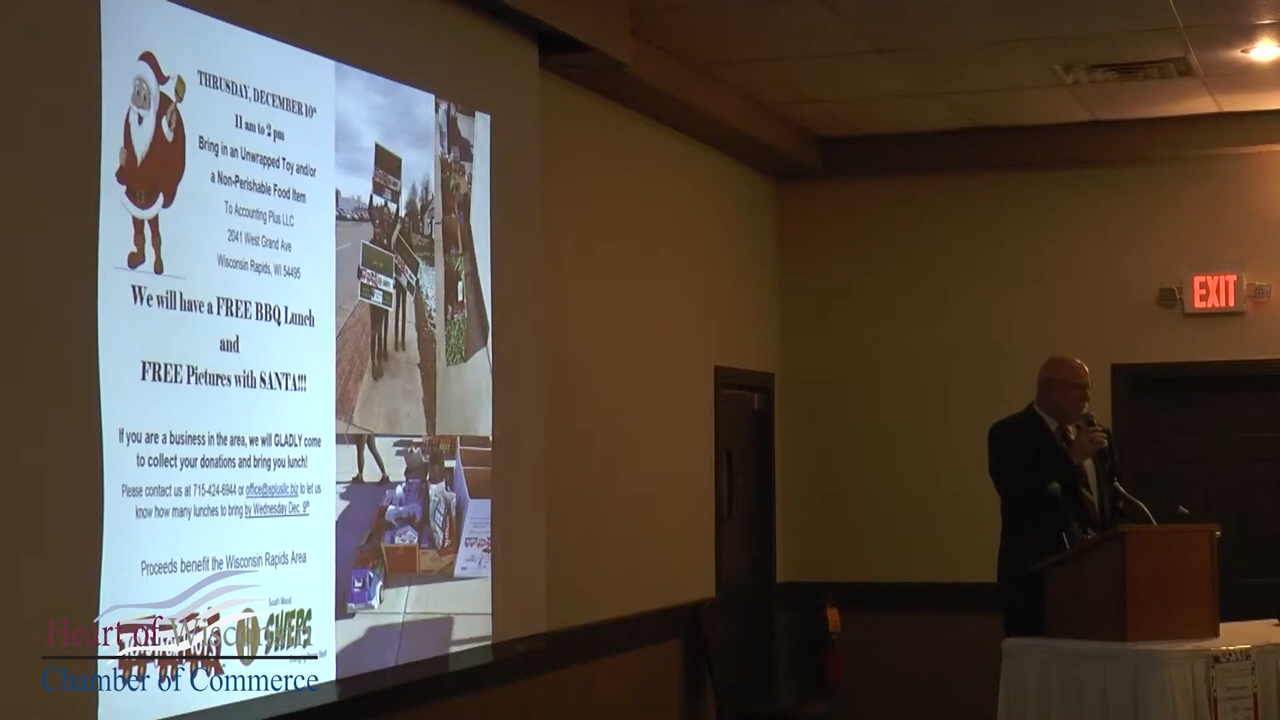 THRUSDAY, DECEMBER 10th
11 am to 2 pm
Bring in an Unwrapped Toy and/or
a Non-Perishable Food Item
To Accounting Plus LLC
2041 West Grand Ave
Wisconsin Rapids, WI 54495
We will have a FREE BBQ Lunch
and
FREE Pictures with SANTA!!!
If you are a business in the area, we will GLADLY come
to collect your donations and bring you lunch!
Please contact us at 715-424-6944 or office@aplusllc.biz to let us
know how many lunches to bring by Wednesday Dec. 9th
Proceeds benefit the Wisconsin Rapids Area
South Wood
Heart of Wisconsin
Chamber of Commerce
EXIT